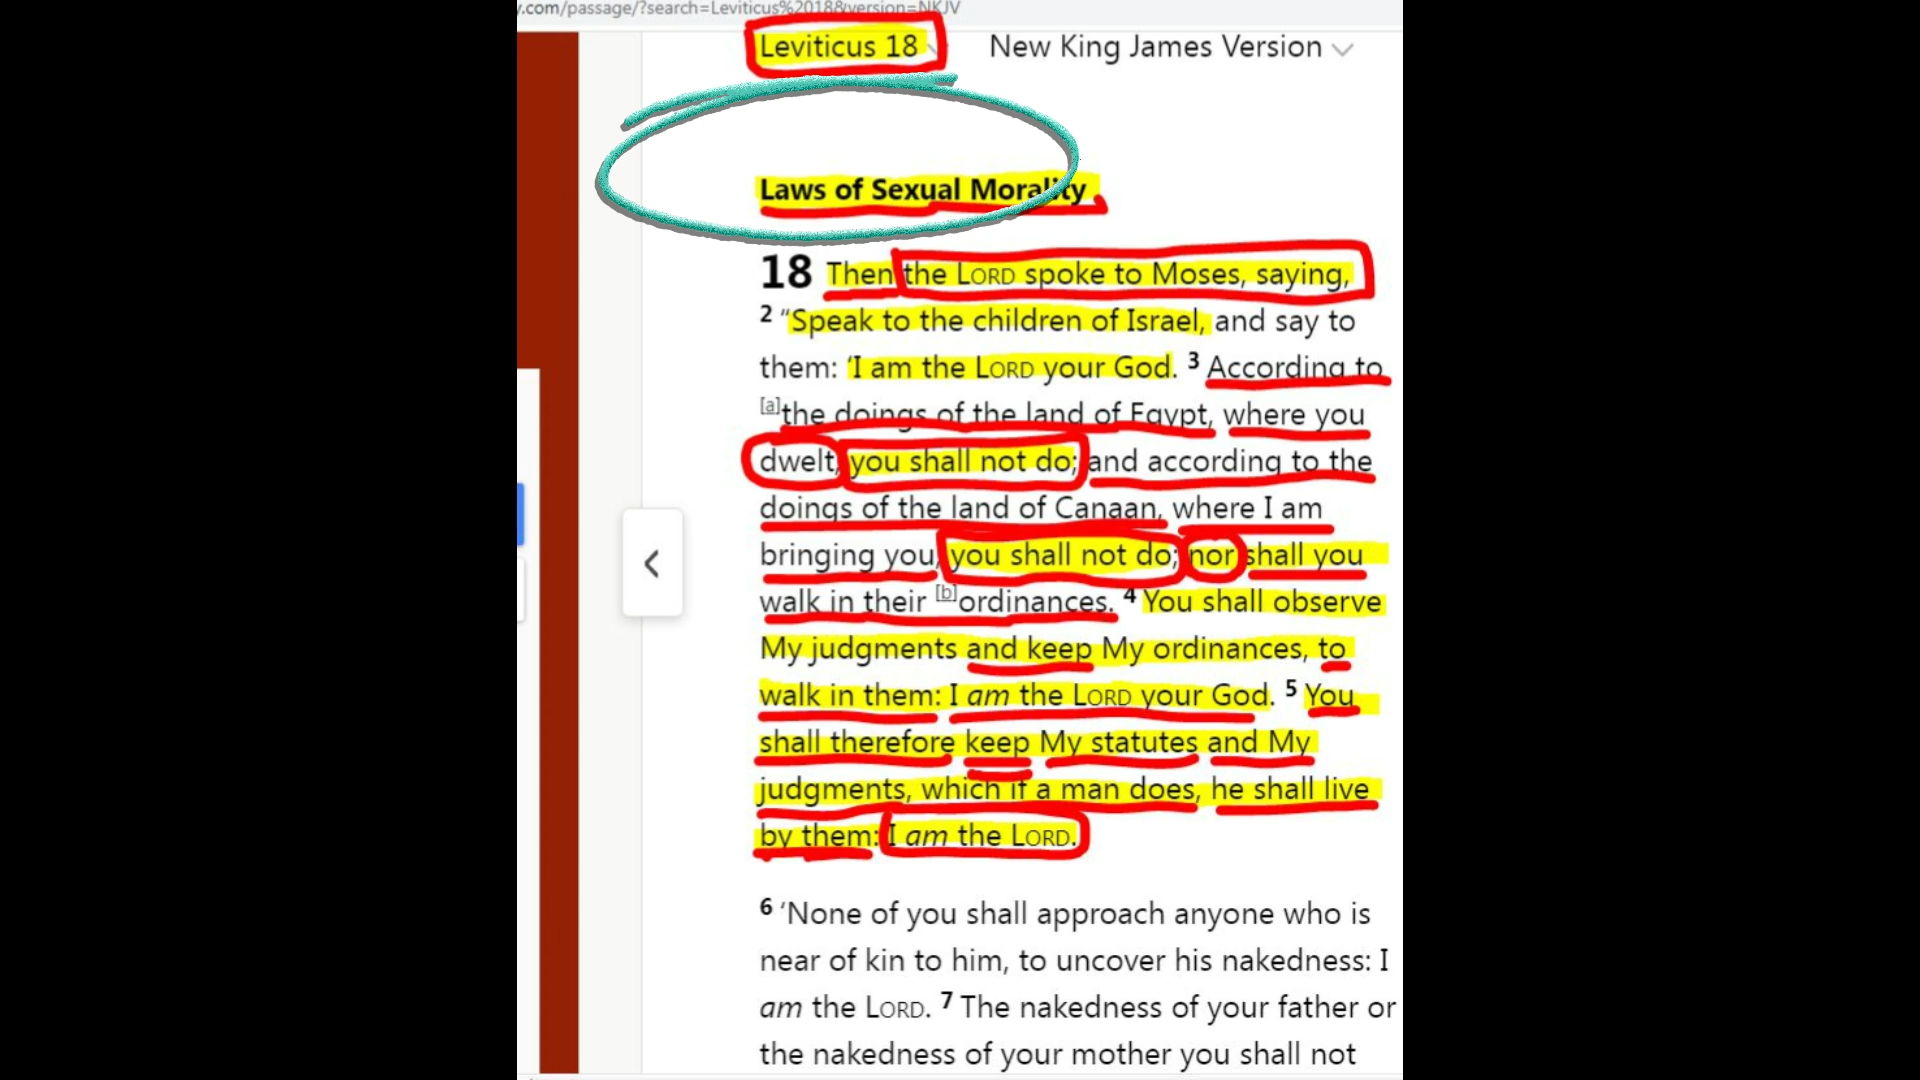 y.com/passage/?search=Leviticus%2018&version=NKJV
Leviticus 18 New King James Version
Laws of Sexual Morality
18 Then the LORD spoke to Moses, saying,
2 “Speak to the children of Israel, and say to
them: ‘I am the LORD your God. 3 According to
[a]the doings of the land of Egypt, where you
dwelt, you shall not do; and according to the
doings of the land of Canaan, where I am
bringing you, you shall not do; nor shall you
walk in their [b]ordinances. 4 You shall observe
My judgments and keep My ordinances, to
walk in them: I am the LORD your God. 5 You
shall therefore keep My statutes and My
judgments, which if a man does, he shall live
by them: I am the LORD.
6 ‘None of you shall approach anyone who is
near of kin to him, to uncover his nakedness: I
am the LORD. 7 The nakedness of your father or
the nakedness of your mother you shall not